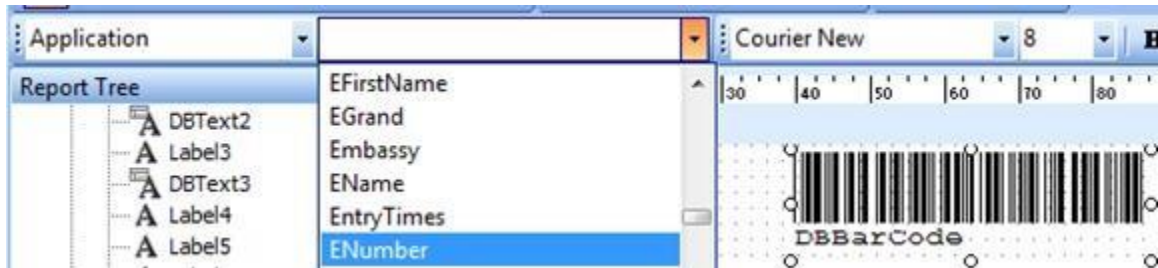 Application
Courier New 8 B
Report Tree
DBText2
Label3
DBText3
Label4
Label5
EFirstName
EGrand
Embassy
EName
EntryTimes
ENumber
30 40 50 60 70 80
DBBarCode